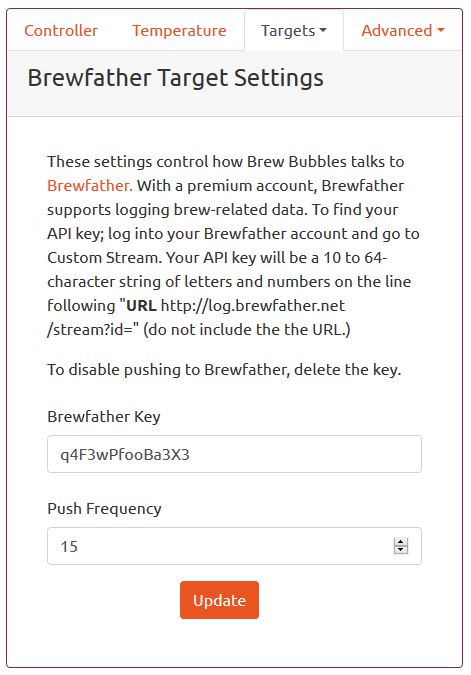 Controller Temperature Targets Advanced
Brewfather Target Settings
These settings control how Brew Bubbles talks to
Brewfather. With a premium account, Brewfather
supports logging brew-related data. To find your
API key; log into your Brewfather account and go to
Custom Stream. Your API key will be a 10 to 64-
character string of letters and numbers on the line
following "URL http://log.brewfather.net
/stream?id=" (do not include the the URL.)
To disable pushing to Brewfather, delete the key.
Brewfather Key
q4F3wPfooBa3X3
Push Frequency
15
Update